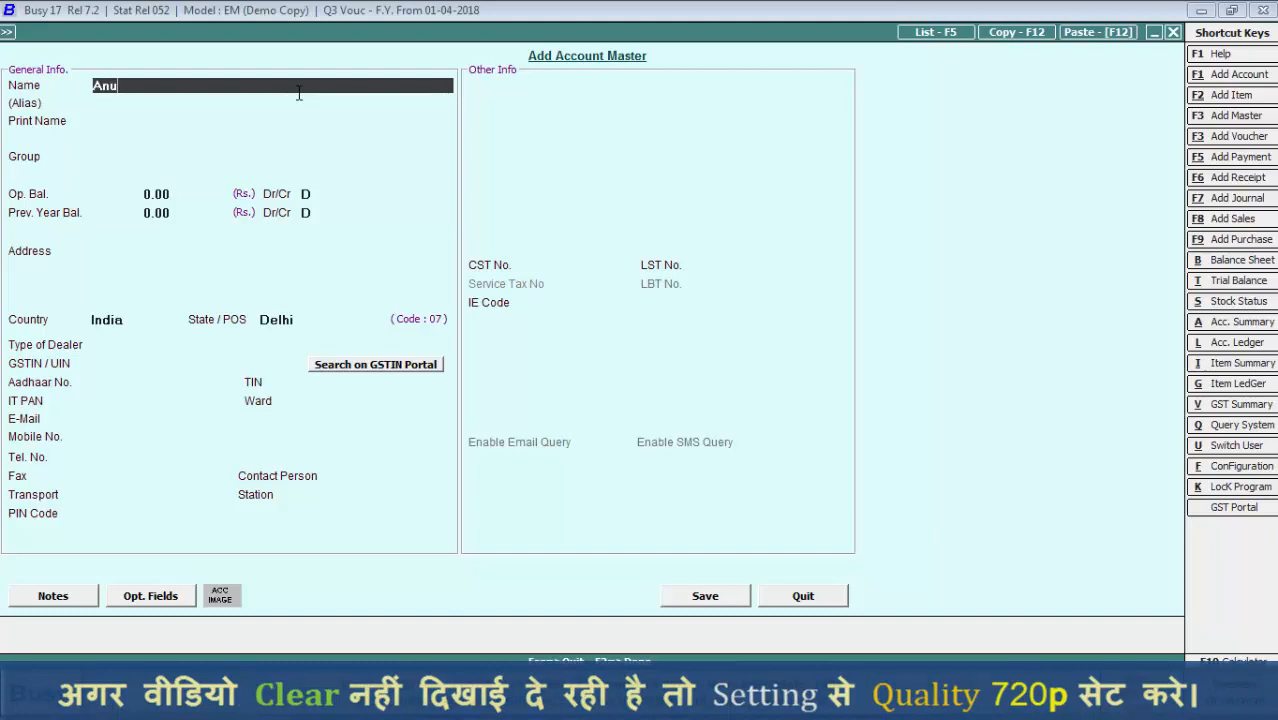 Busy 17 Rel 7.2 | Stat Rel 052 | Model : EM (Demo Copy) | Q3 Vouc - F.Y. From 01-04-2018
>>
List - F5
Copy - F12
Paste - [F12]
Shortcut Keys
Add Account Master
General Info.
Name Anu
(Alias)
Print Name
Group
Op. Bal. 0.00 (Rs.) Dr/Cr D
Prev. Year Bal. 0.00 (Rs.) Dr/Cr D
Address
Country India State / POS Delhi ( Code : 07 )
Type of Dealer
GSTIN / UIN Search on GSTIN Portal
Aadhaar No. TIN
IT PAN Ward
E-Mail
Mobile No.
Tel. No.
Fax Contact Person
Transport Station
PIN Code
Other Info
CST No. LST No.
Service Tax No LBT No.
IE Code
Enable Email Query Enable SMS Query
Notes
Opt. Fields
ACC
IMAGE
Save
Quit
F1 Help
F1 Add Account
F2 Add Item
F3 Add Master
F3 Add Voucher
F5 Add Payment
F6 Add Receipt
F7 Add Journal
F8 Add Sales
F9 Add Purchase
B Balance Sheet
T Trial Balance
S Stock Status
A Acc. Summary
L Acc. Ledger
I Item Summary
G Item LedGer
V GST Summary
Q Query System
U Switch User
F ConFiguration
K LocK Program
GST Portal
अगर वीडियो Clear नहीं दिखाई दे रही है तो Setting से Quality 720p सेट करे।